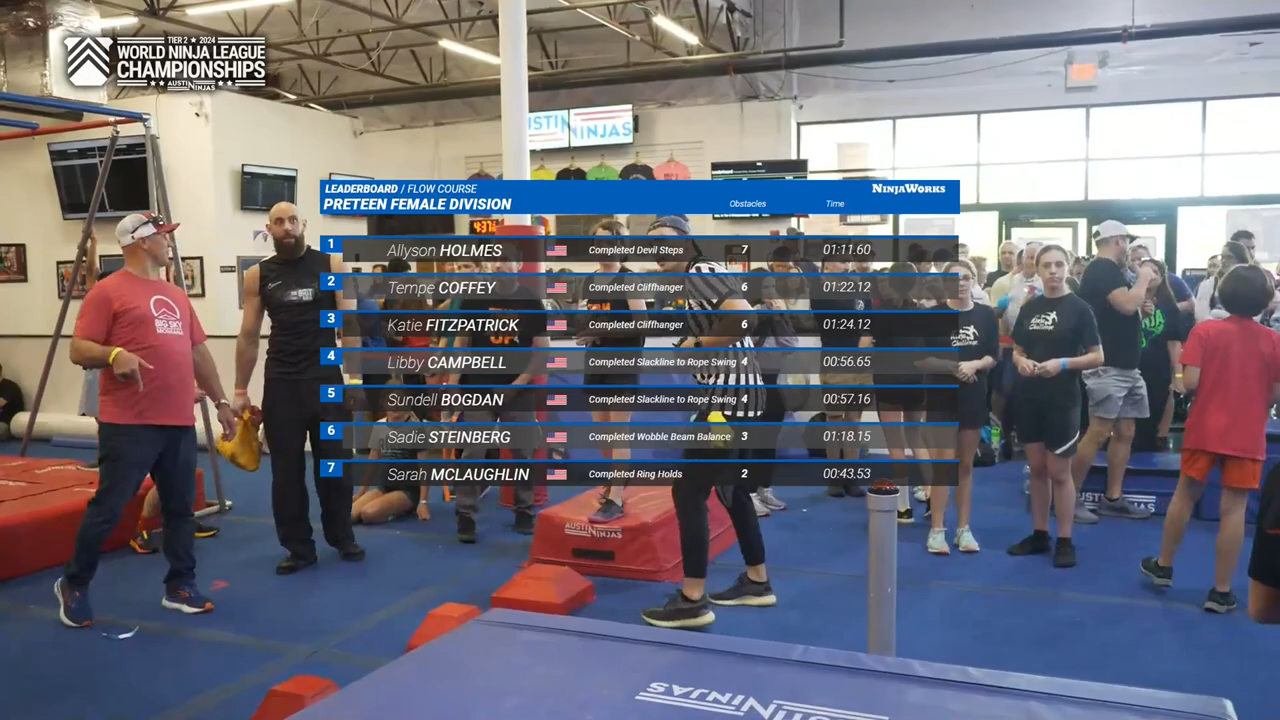 TIER 2 ★ 2024
WORLD NINJA LEAGUE
CHAMPIONSHIPS
★ ★ AUSTIN NINJAS ★ ★
AUSTIN NINJAS
LEADERBOARD / FLOW COURSE
PRETEEN FEMALE DIVISION
NINJAWORKS
Obstacles Time
1 Allyson HOLMES Completed Devil Steps 7 01:11.60
2 Tempe COFFEY Completed Cliffhanger 6 01:22.12
3 Katie FITZPATRICK Completed Cliffhanger 6 01:24.12
4 Libby CAMPBELL Completed Slackline to Rope Swing 4 00:56.65
5 Sundell BOGDAN Completed Slackline to Rope Swing 4 00:57.16
6 Sadie STEINBERG Completed Wobble Beam Balance 3 01:18.15
7 Sarah MCLAUGHLIN Completed Ring Holds 2 00:43.53
BIG SKY
AUSTIN
NINJAS
AUSTIN NINJAS